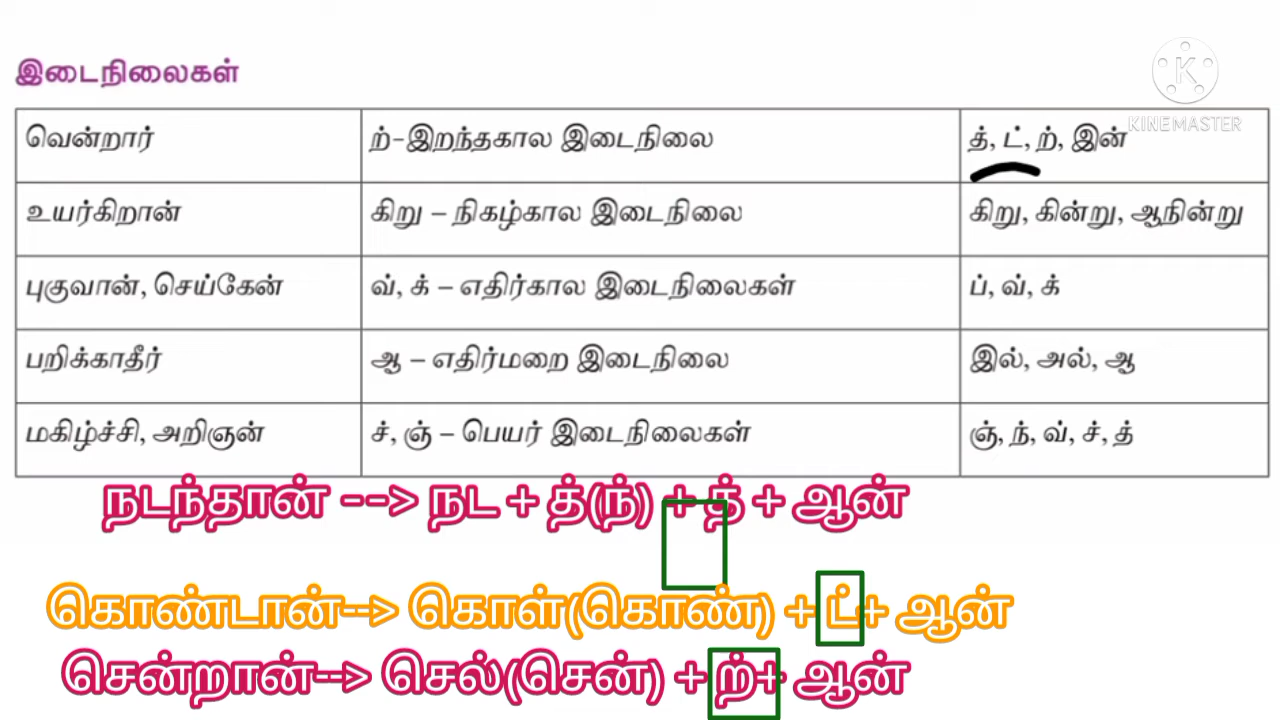 இடைநிலைகள்
K
KINEMASTER
வென்றார் ற்-இறந்தகால இடைநிலை த், ட், ற், இன்
உயர்கிறான் கிறு – நிகழ்கால இடைநிலை கிறு, கின்று, ஆநின்று
புகுவான், செய்கேன் வ், க் – எதிர்கால இடைநிலைகள் ப், வ், க்
பறிக்காதீர் ஆ – எதிர்மறை இடைநிலை இல், அல், ஆ
மகிழ்ச்சி, அறிஞன் ச், ஞ் – பெயர் இடைநிலைகள் ஞ், ந், வ், ச், த்
நடந்தான் --> நட + த்(ந்) + த் + ஆன்
கொண்டான்--> கொள்(கொண்) + ட்+ ஆன்
சென்றான்--> செல்(சென்) + ற்+ ஆன்